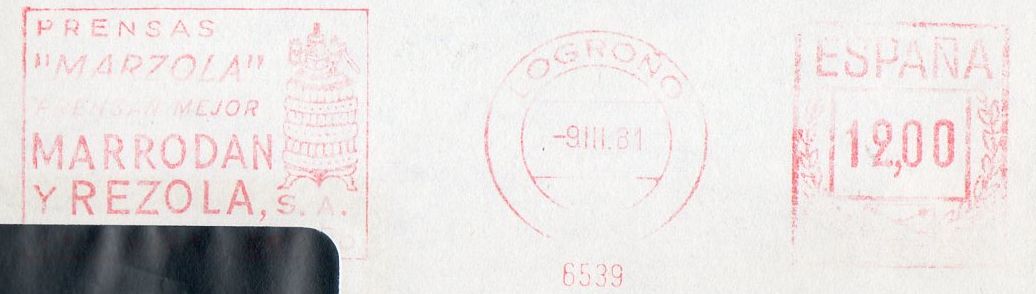 PRENSAS
"MARZOLA"
PRENSAN MEJOR
MARRODAN
Y REZOLA, S. A.
LOGROÑO
-9.III.81
6539
ESPAÑA
12,00